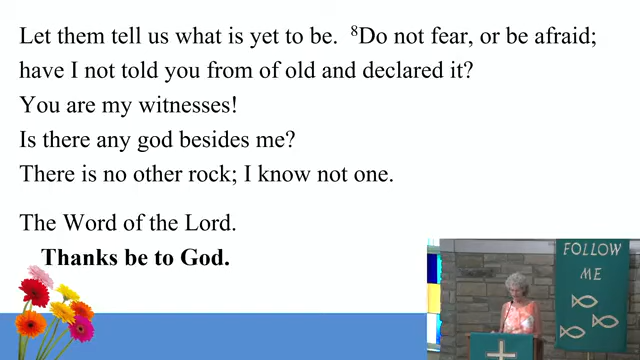 Let them tell us what is yet to be. ⁸Do not fear, or be afraid;
have I not told you from of old and declared it?
You are my witnesses!
Is there any god besides me?
There is no other rock; I know not one.
The Word of the Lord.
Thanks be to God.
FOLLOW
ME